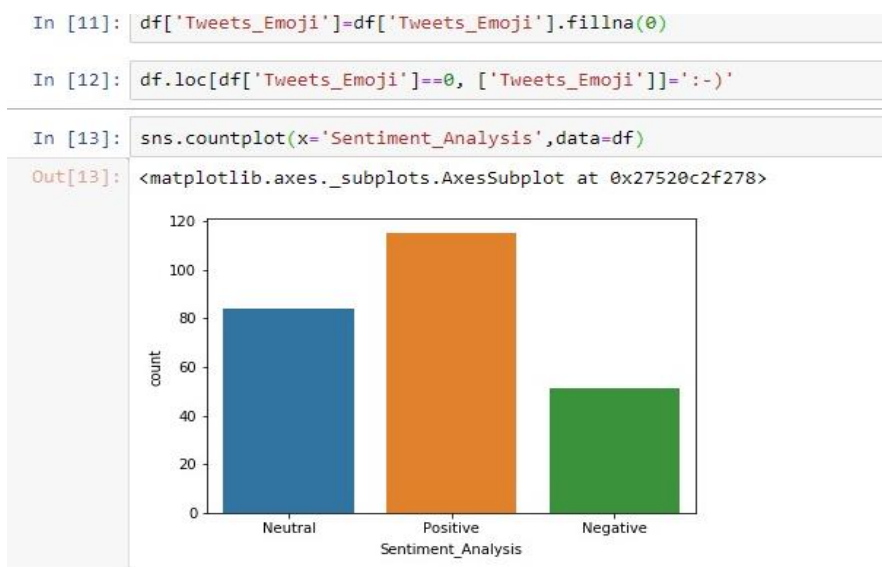 In [11]: df['Tweets_Emoji']=df['Tweets_Emoji'].fillna(0)
In [12]: df.loc[df['Tweets_Emoji']==0, ['Tweets_Emoji']]=':-)'
In [13]: sns.countplot(x='Sentiment_Analysis',data=df)
Out[13]: <matplotlib.axes._subplots.AxesSubplot at 0x27520c2f278>
120
100
80
60
40
20
0
count
Neutral Positive Negative
Sentiment_Analysis